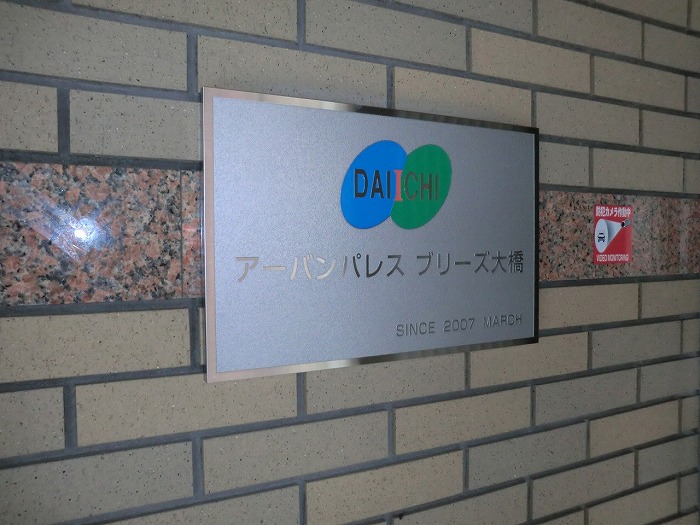 DAIICHI
アーバンパレス ブリーズ大橋
SINCE 2007 MARCH
防犯カメラ作動中
VIDEO MONITORING